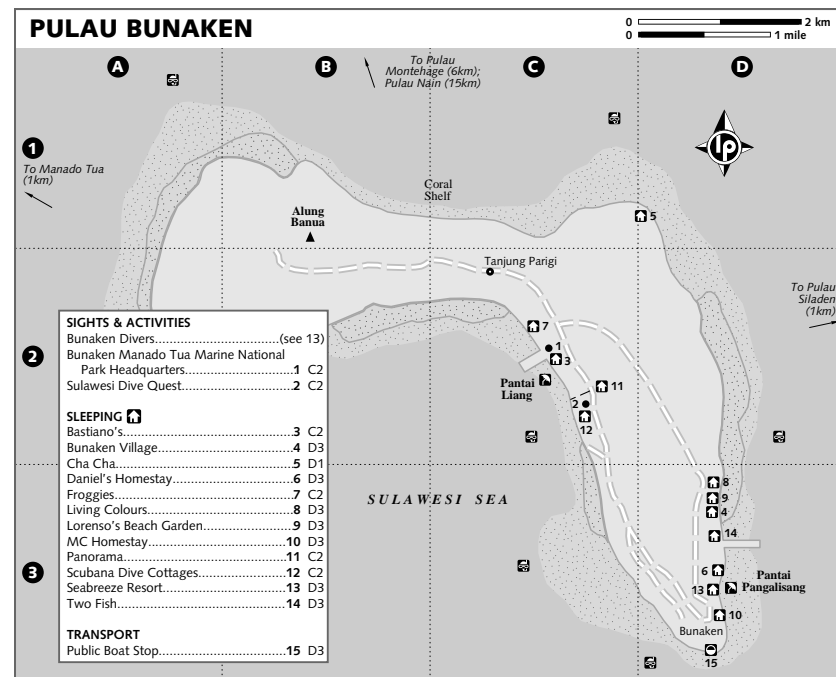 PULAU BUNAKEN
0 2 km
0 1 mile
A B C D
To Pulau
Montehage (6km);
Pulau Nain (15km)
1
To Manado Tua
(1km)
lp
Coral
Shelf
Alung
Banua
5
Tanjung Parigi
To Pulau
Siladen
(1km)
2
7
1
3
Pantai
Liang
11
2
12
SIGHTS & ACTIVITIES
Bunaken Divers.......................(see 13)
Bunaken Manado Tua Marine National
Park Headquarters......................1 C2
Sulawesi Dive Quest......................2 C2
SLEEPING
Bastiano's......................3 C2
Bunaken Village......................4 D3
Cha Cha......................5 D1
Daniel's Homestay......................6 D3
Froggies......................7 C2
Living Colours......................8 D3
Lorenso's Beach Garden......................9 D3
MC Homestay......................10 D3
Panorama......................11 C2
Scubana Dive Cottages......................12 C2
Seabreeze Resort......................13 D3
Two Fish......................14 D3
TRANSPORT
Public Boat Stop......................15 D3
SULAWESI SEA
3
8
9
4
14
6
13
Pantai
Pangalisang
10
Bunaken
15